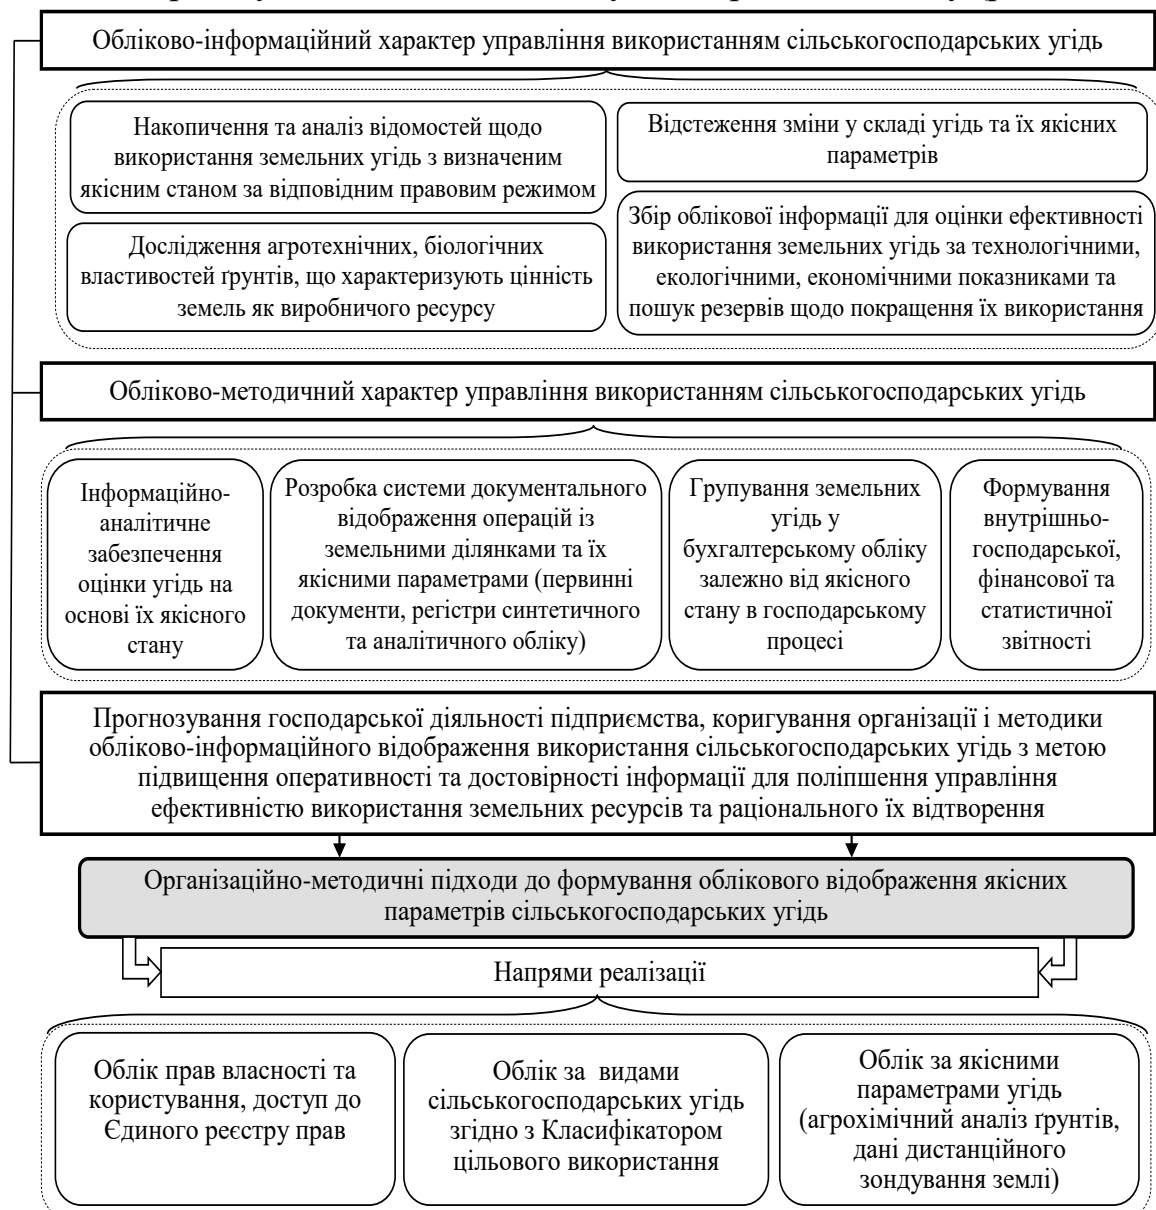 Обліково-інформаційний характер управління використанням сільськогосподарських угідь
Накопичення та аналіз відомостей щодо
використання земельних угідь з визначеним
якісним станом за відповідним правовим режимом
Відстеження зміни у складі угідь та їх якісних
параметрів
Дослідження агротехнічних, біологічних
властивостей ґрунтів, що характеризують цінність
земель як виробничого ресурсу
Збір облікової інформації для оцінки ефективності
використання земельних угідь за технологічними,
екологічними, економічними показниками та
пошук резервів щодо покращення їх використання
Обліково-методичний характер управління використанням сільськогосподарських угідь
Інформаційно-
аналітичне
забезпечення
оцінки угідь на
основі їх якісного
стану
Розробка системи документального
відображення операцій із
земельними ділянками та їх
якісними параметрами (первинні
документи, регістри синтетичного
та аналітичного обліку)
Групування земельних
угідь у
бухгалтерському обліку
залежно від якісного
стану в господарському
процесі
Формування
внутрішньо-
господарської,
фінансової та
статистичної
звітності
Прогнозування господарської діяльності підприємства, коригування організації і методики
обліково-інформаційного відображення використання сільськогосподарських угідь з метою
підвищення оперативності та достовірності інформації для поліпшення управління
ефективністю використання земельних ресурсів та раціонального їх відтворення
Організаційно-методичні підходи до формування облікового відображення якісних
параметрів сільськогосподарських угідь
Напрями реалізації
Облік прав власності та
користування, доступ до
Єдиного реєстру прав
Облік за видами
сільськогосподарських угідь
згідно з Класифікатором
цільового використання
Облік за якісними
параметрами угідь
(агрохімічний аналіз ґрунтів,
дані дистанційного
зондування землі)